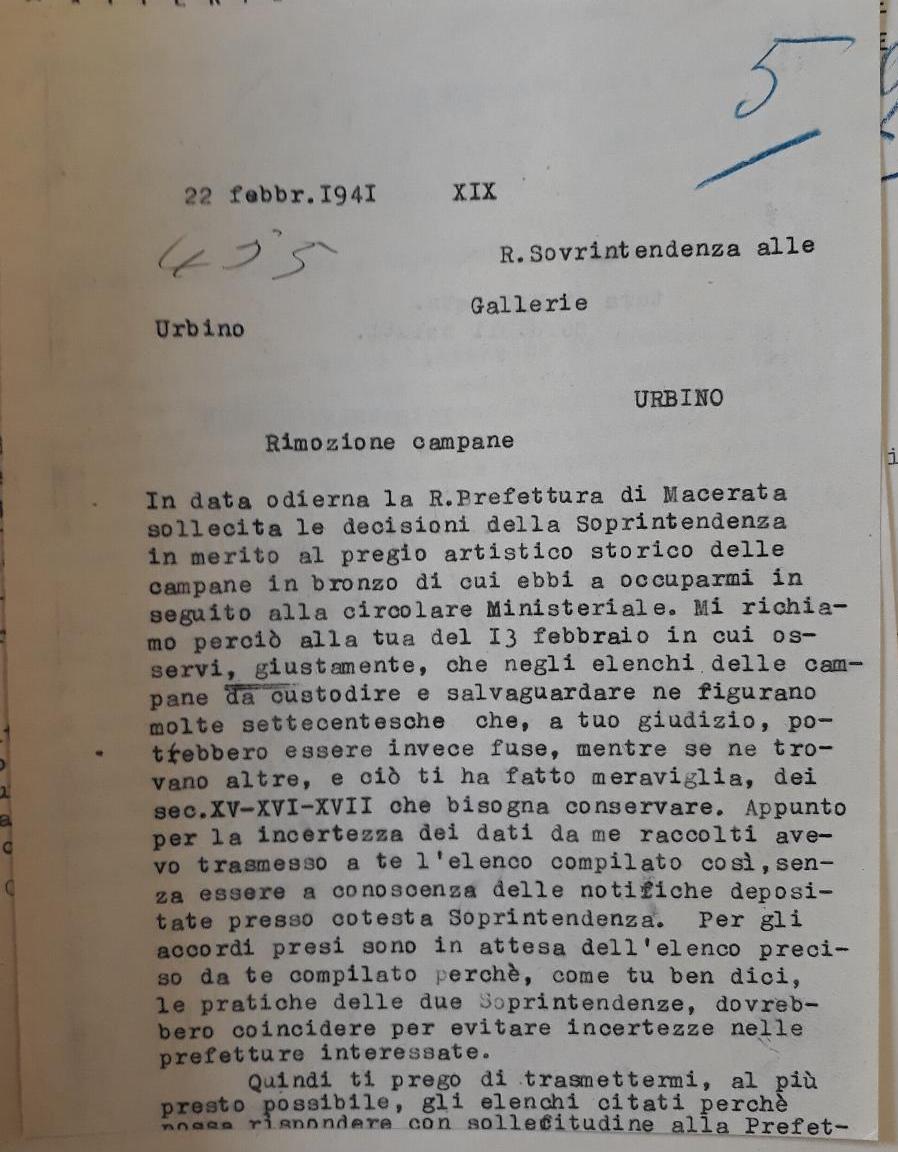 5
22 febbr.I94I XIX
455
R.Sovrintendenza alle
Gallerie
Urbino
URBINO
Rimozione campane
In data odierna la R.Prefettura di Macerata
sollecita le decisioni della Soprintendenza
in merito al pregio artistico storico delle
campane in bronzo di cui ebbi a occuparmi in
seguito alla circolare Ministeriale. Mi richia-
mo perciò alla tua del I3 febbraio in cui os-
servi, giustamente, che negli elenchi delle cam-
pane da custodire e salvaguardare ne figurano
molte settecentesche che, a tuo giudizio, po-
trebbero essere invece fuse, mentre se ne tro-
vano altre, e ciò ti ha fatto meraviglia, dei
sec.XV-XVI-XVII che bisogna conservare. Appunto
per la incertezza dei dati da me raccolti ave-
vo trasmesso a te l'elenco compilato così,sen-
za essere a conoscenza delle notifiche deposi-
tate presso cotesta Soprintendenza. Per gli
accordi presi sono in attesa dell'elenco preci-
so da te compilato perchè, come tu ben dici,
le pratiche delle due Soprintendenze, dovreb-
bero coincidere per evitare incertezze nelle
prefetture interessate.
Quindi ti prego di trasmettermi, al più
presto possibile, gli elenchi citati perchè
possa rispondere con sollecitudine alla Prefet-